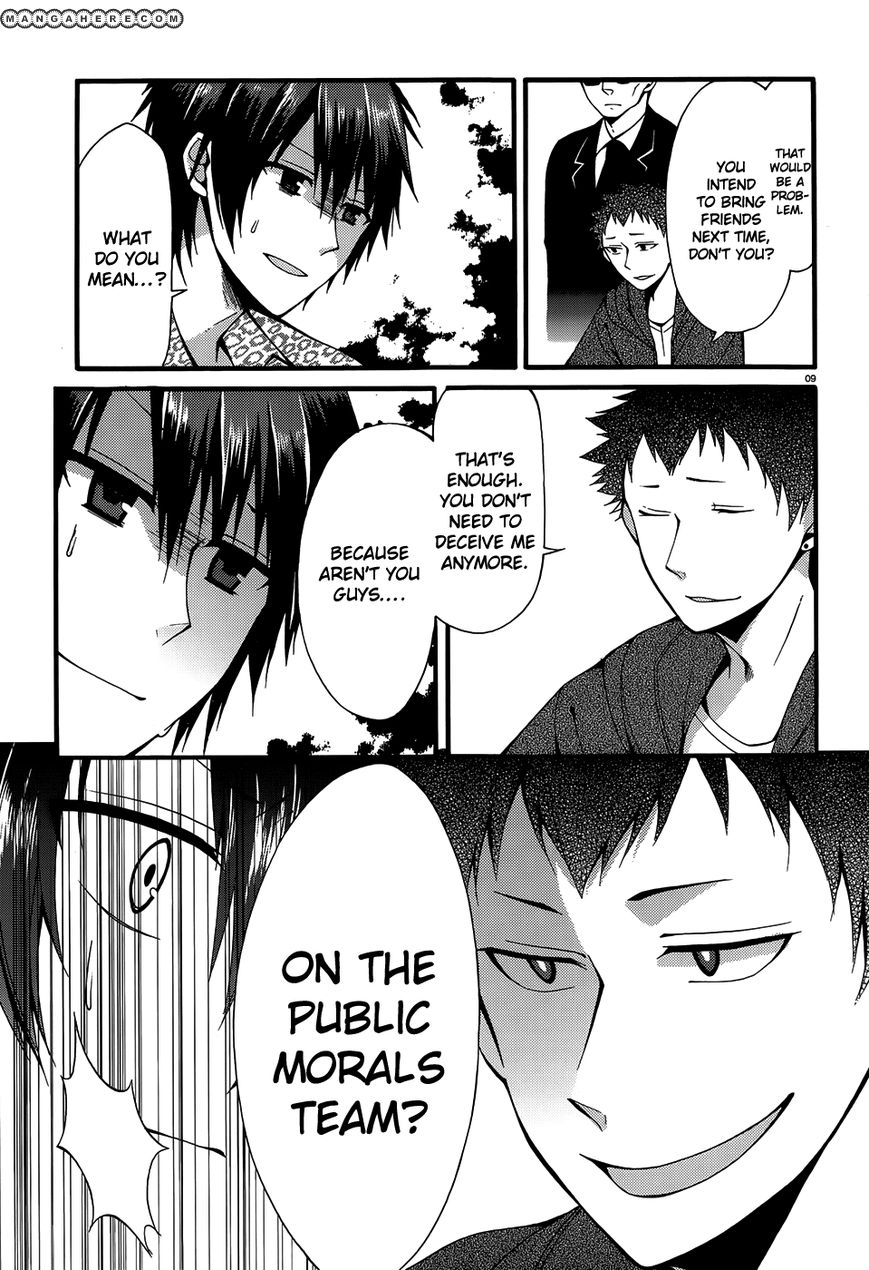 MANGAHERE.COM
THAT
WOULD
BE A
PROB-
LEM.
YOU
INTEND
TO BRING
FRIENDS
NEXT TIME,
DON'T YOU?
WHAT
DO YOU
MEAN...?
09
THAT'S
ENOUGH.
YOU DON'T
NEED TO
DECEIVE ME
ANYMORE.
BECAUSE
AREN'T YOU
GUYS....
ON THE
PUBLIC
MORALS
TEAM?